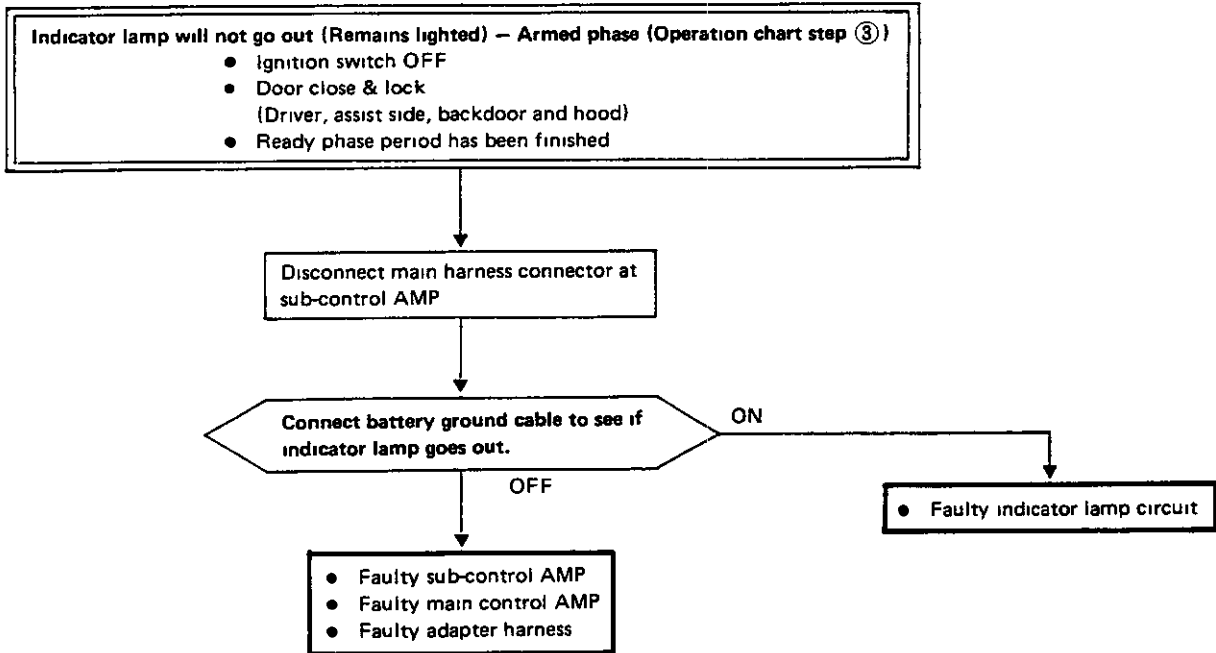 Indicator lamp will not go out (Remains lighted) — Armed phase (Operation chart step ③)
• Ignition switch OFF
• Door close & lock
(Driver, assist side, backdoor and hood)
• Ready phase period has been finished
Disconnect main harness connector at
sub-control AMP
Connect battery ground cable to see if
indicator lamp goes out.
ON
OFF
• Faulty indicator lamp circuit
• Faulty sub-control AMP
• Faulty main control AMP
• Faulty adapter harness